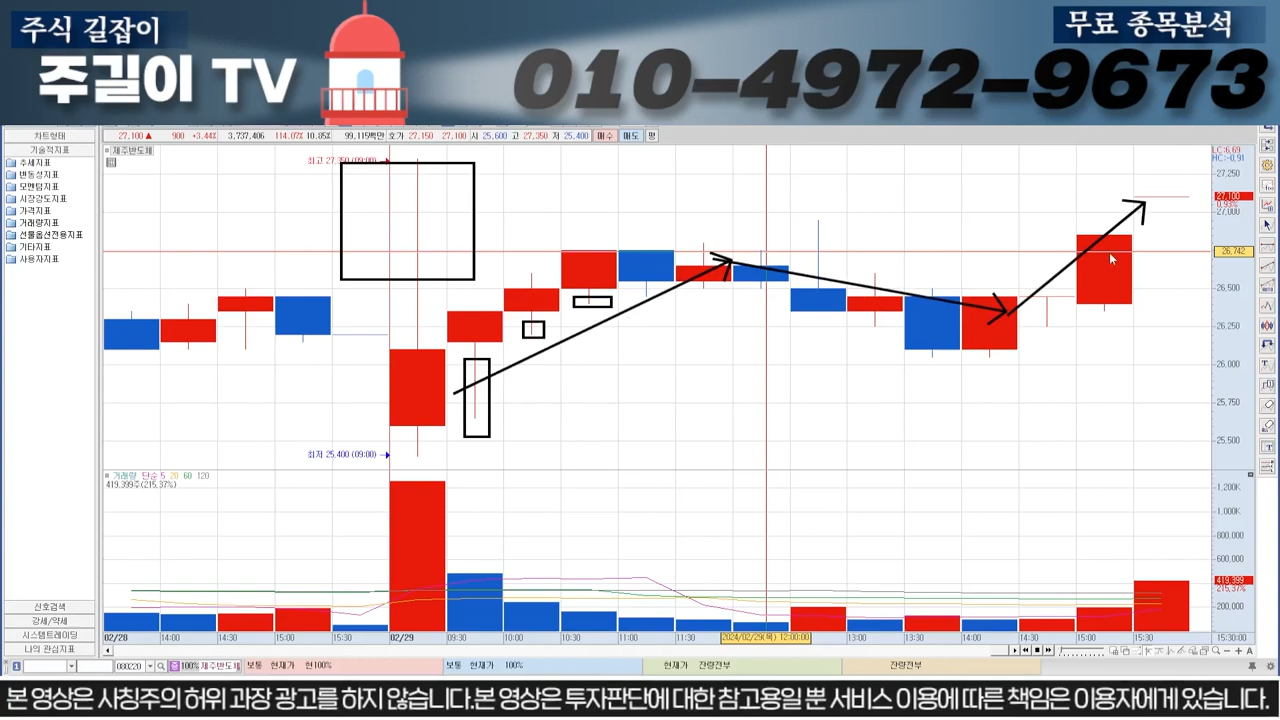 주식 길잡이
주길이 TV
무료 종목분석
010-4972-9673
차트형태
기술적지표
추세지표
변동성지표
모멘텀지표
시장강도지표
가격지표
거래량지표
선물옵션전용지표
기타지표
사용자지표
신호검색
강세/약세
시스템트레이딩
나의 관심지표
27,100 ▲ 900 +3.44% 3,737,406 114.07% 10.85% 99,115백만 호가 27,150 27,100 시 25,600 고 27,350 저 25,400 매수 매도 평
제주반도체
최고 27,350 (09:00)
최저 25,400 (09:00)
LC:6.69
HC:-0.91
27,250
27,100
0.93%
27,000
26,742
26,500
26,250
26,000
25,750
25,500
거래량 단순 5 20 60 120
419,399주(215.37%)
1,200K
1,000K
800,000
600,000
419,399
215.37%
200,000
02/28 14:00 14:30 15:00 15:30 02/29 09:30 10:00 10:30 11:00 11:30 2024/02/29(목) 12:00:00 13:00 13:30 14:00 14:30 15:00 15:30 15:30:00
080220 100% 제주반도체 보통 현재가 현100% 보통 현재가 100% 현재가 잔량전부 잔량전부
본 영상은 사칭주의 허위 과장 광고를 하지 않습니다.본 영상은 투자판단에 대한 참고용일 뿐 서비스 이용에 따른 책임은 이용자에게 있습니다.